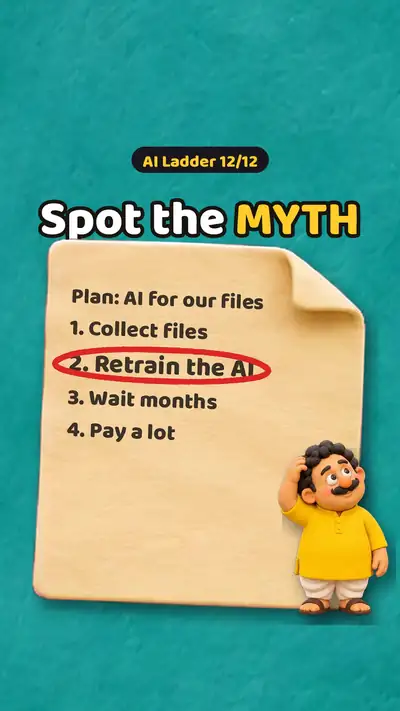 AI Ladder 12/12
Spot the MYTH
Plan: AI for our files
1. Collect files
2. Retrain the AI
3. Wait months
4. Pay a lot